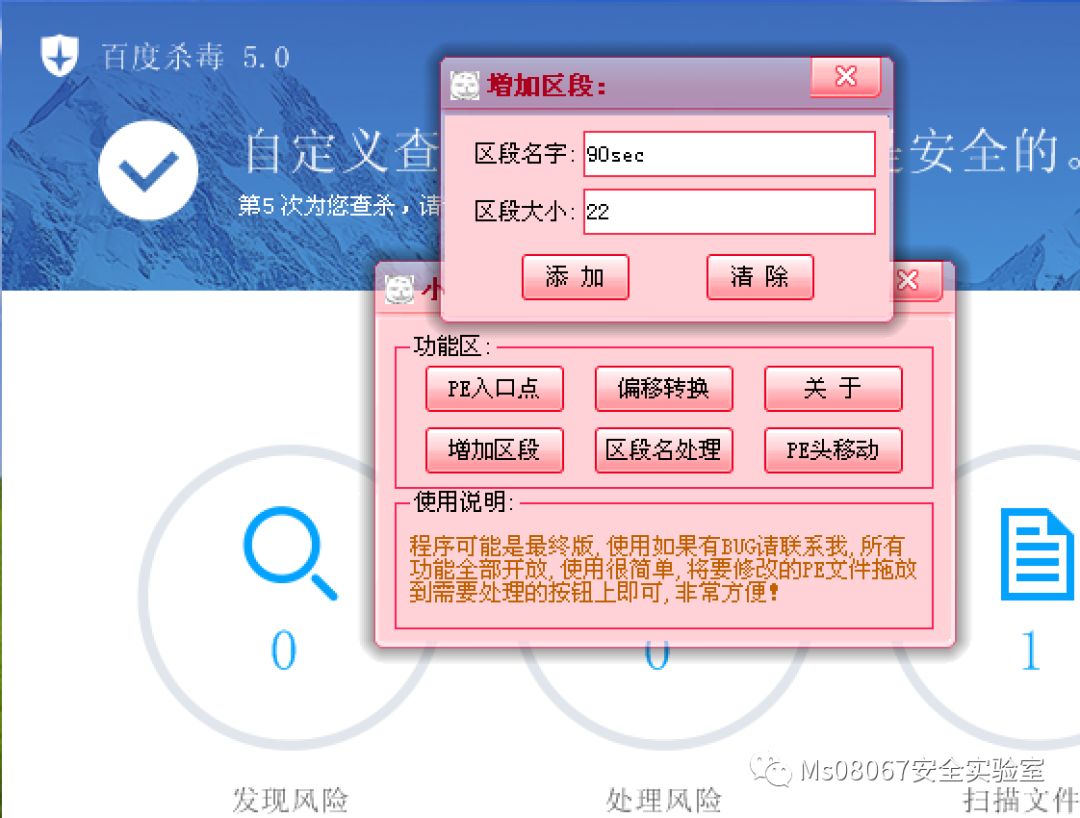 百度杀毒 5.0
自定义查
是安全的。
第5次为您查杀，请
增加区段:
区段名字: 90sec
区段大小: 22
添 加
清 除
小
功能区:
PE入口点
偏移转换
关 于
增加区段
区段名处理
PE头移动
使用说明:
程序可能是最终版,使用如果有BUG请联系我,所有
功能全部开放,使用很简单,将要修改的PE文件拖放
到需要处理的按钮上即可,非常方便!
0
0
1
发现风险
处理风险
扫描文件
Ms08067安全实验室